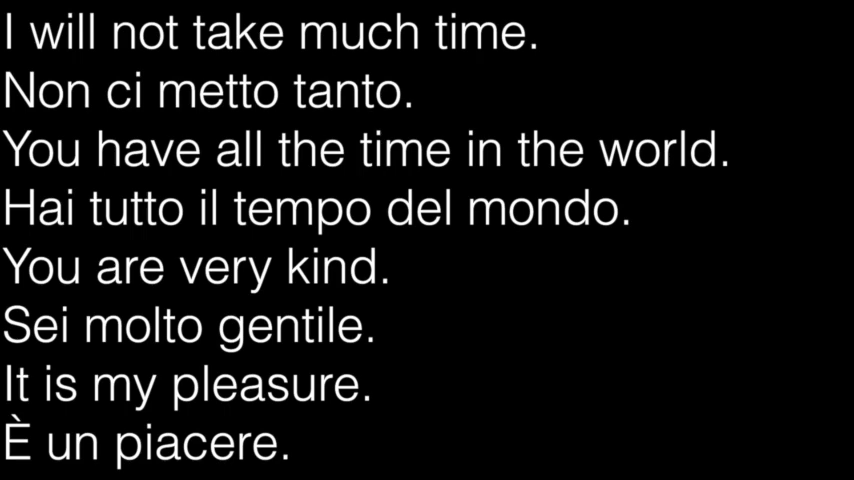 I will not take much time.
Non ci metto tanto.
You have all the time in the world.
Hai tutto il tempo del mondo.
You are very kind.
Sei molto gentile.
It is my pleasure.
È un piacere.